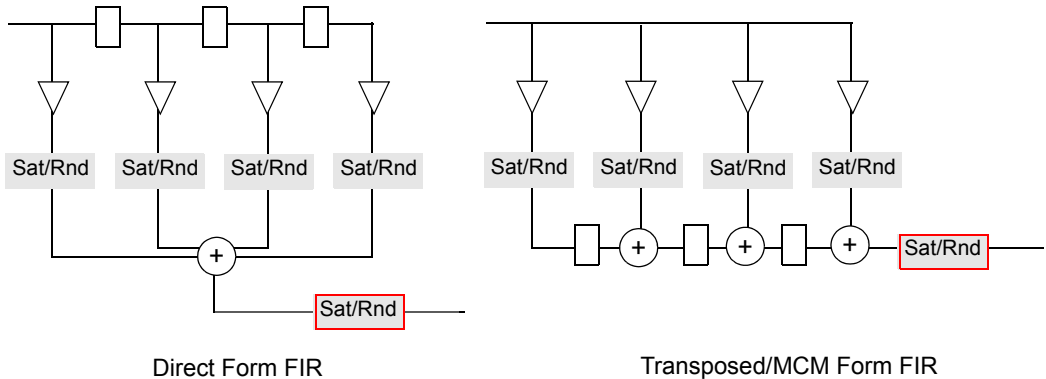 Sat/Rnd Sat/Rnd Sat/Rnd Sat/Rnd
+
Sat/Rnd
Direct Form FIR
Sat/Rnd Sat/Rnd Sat/Rnd Sat/Rnd
+ + +
Sat/Rnd
Transposed/MCM Form FIR